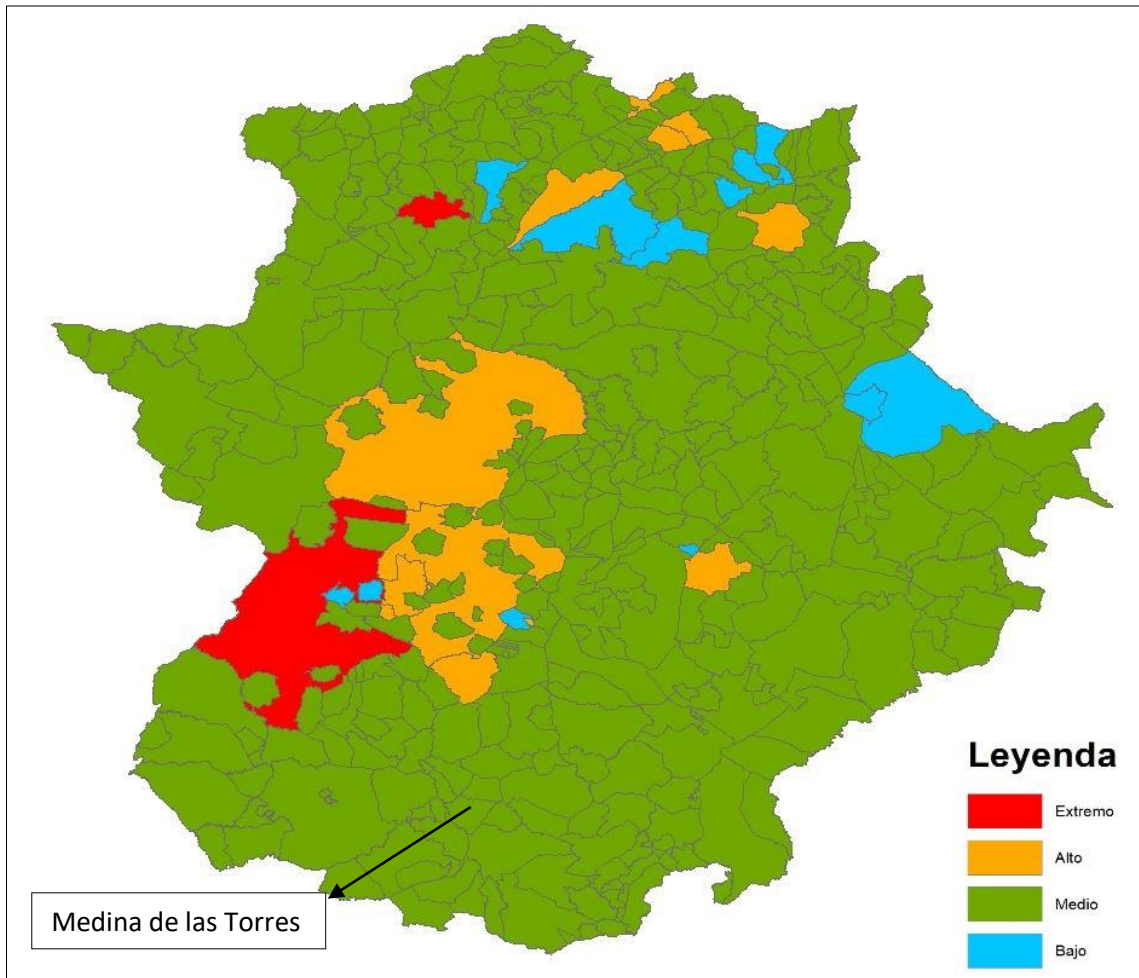 Leyenda
Extremo
Alto
Medio
Bajo
Medina de las Torres